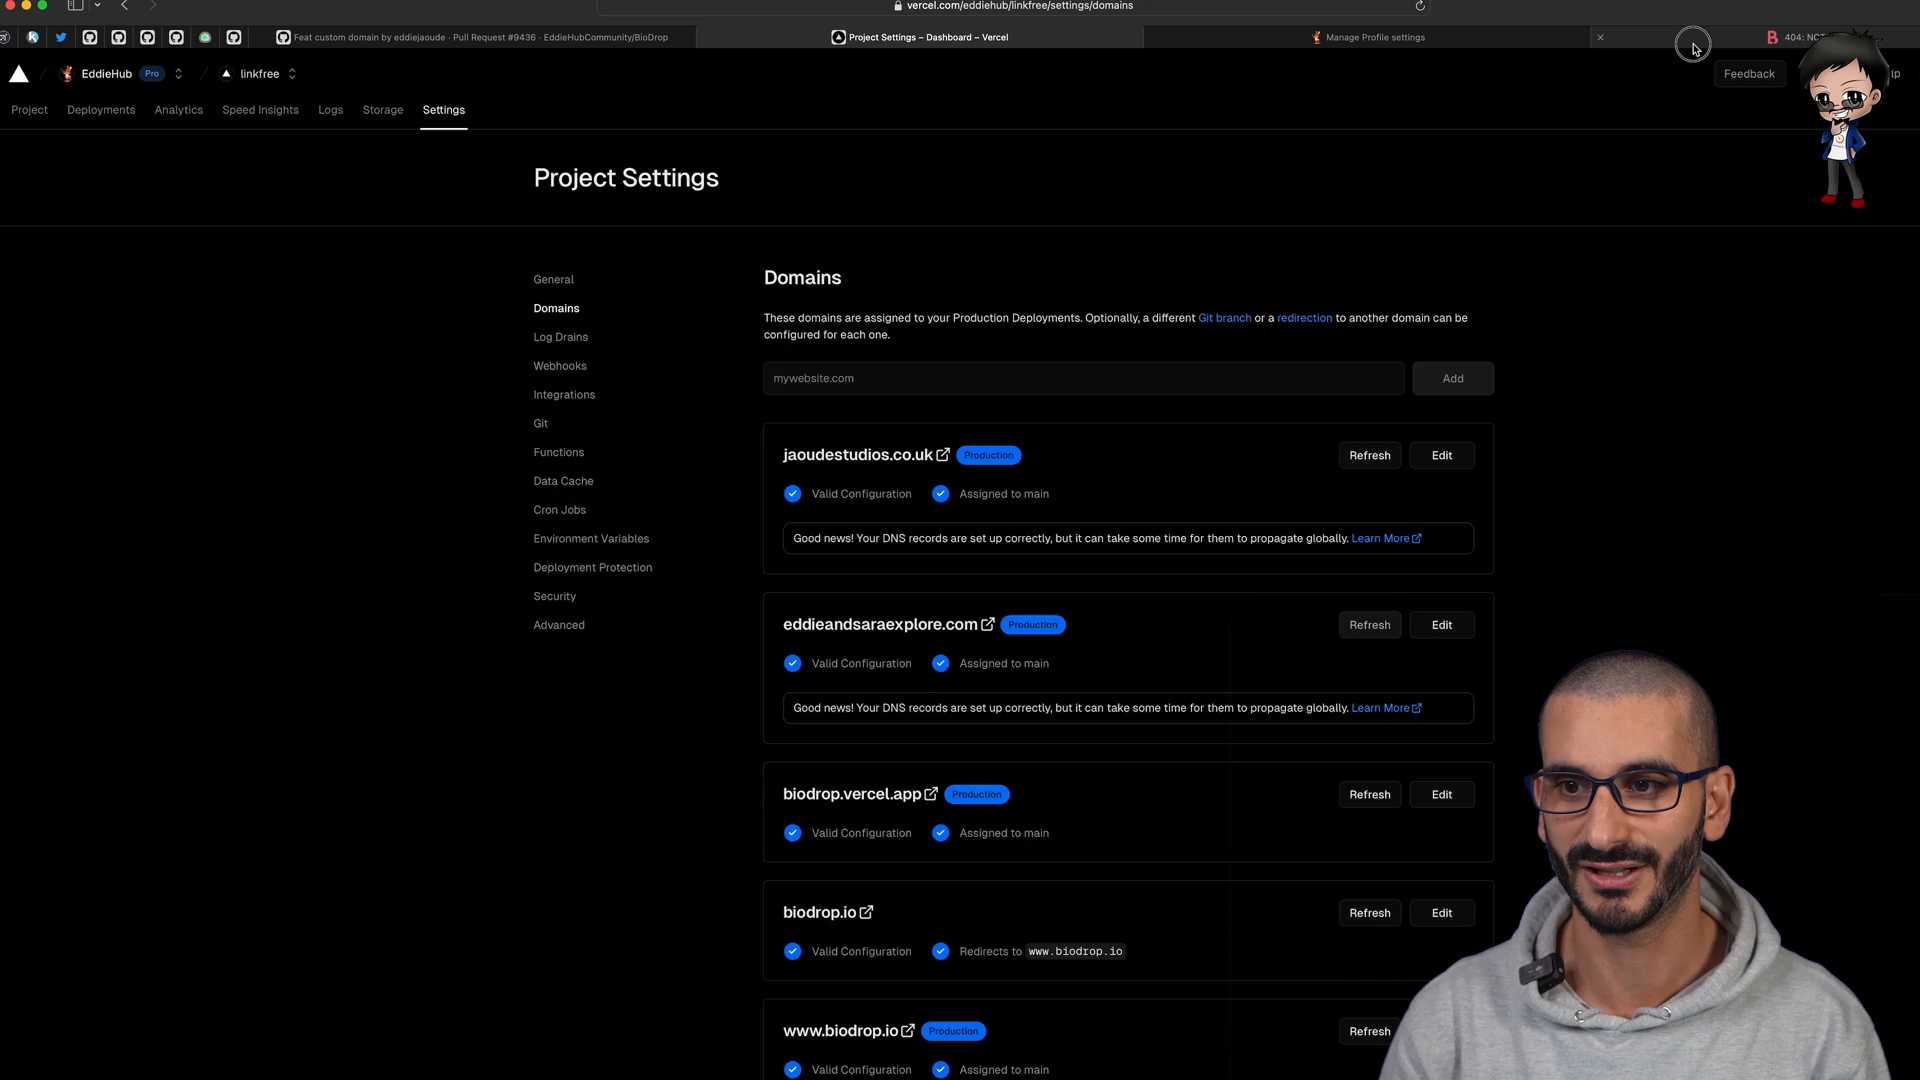 vercel.com/eddiehub/linkfree/settings/domains
Feat custom domain by eddiejaoude · Pull Request #9436 · EddieHubCommunity/BioDrop
Project Settings – Dashboard – Vercel
Manage Profile settings
404: NOT
EddieHub Pro
linkfree
Feedback
lp
Project Deployments Analytics Speed Insights Logs Storage Settings
Project Settings
General
Domains
Log Drains
Webhooks
Integrations
Git
Functions
Data Cache
Cron Jobs
Environment Variables
Deployment Protection
Security
Advanced
Domains
These domains are assigned to your Production Deployments. Optionally, a different Git branch or a redirection to another domain can be
configured for each one.
mywebsite.com Add
jaoudestudios.co.uk Production Refresh Edit
Valid Configuration Assigned to main
Good news! Your DNS records are set up correctly, but it can take some time for them to propagate globally. Learn More
eddieandsaraexplore.com Production Refresh Edit
Valid Configuration Assigned to main
Good news! Your DNS records are set up correctly, but it can take some time for them to propagate globally. Learn More
biodrop.vercel.app Production Refresh Edit
Valid Configuration Assigned to main
biodrop.io Refresh Edit
Valid Configuration Redirects to www.biodrop.io
www.biodrop.io Production Refresh
Valid Configuration Assigned to main